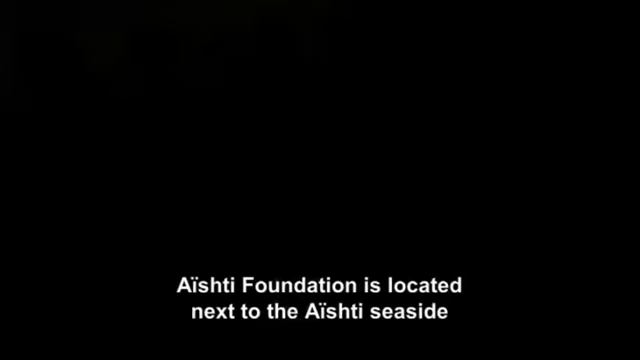 Aïshti Foundation is located
next to the Aïshti seaside